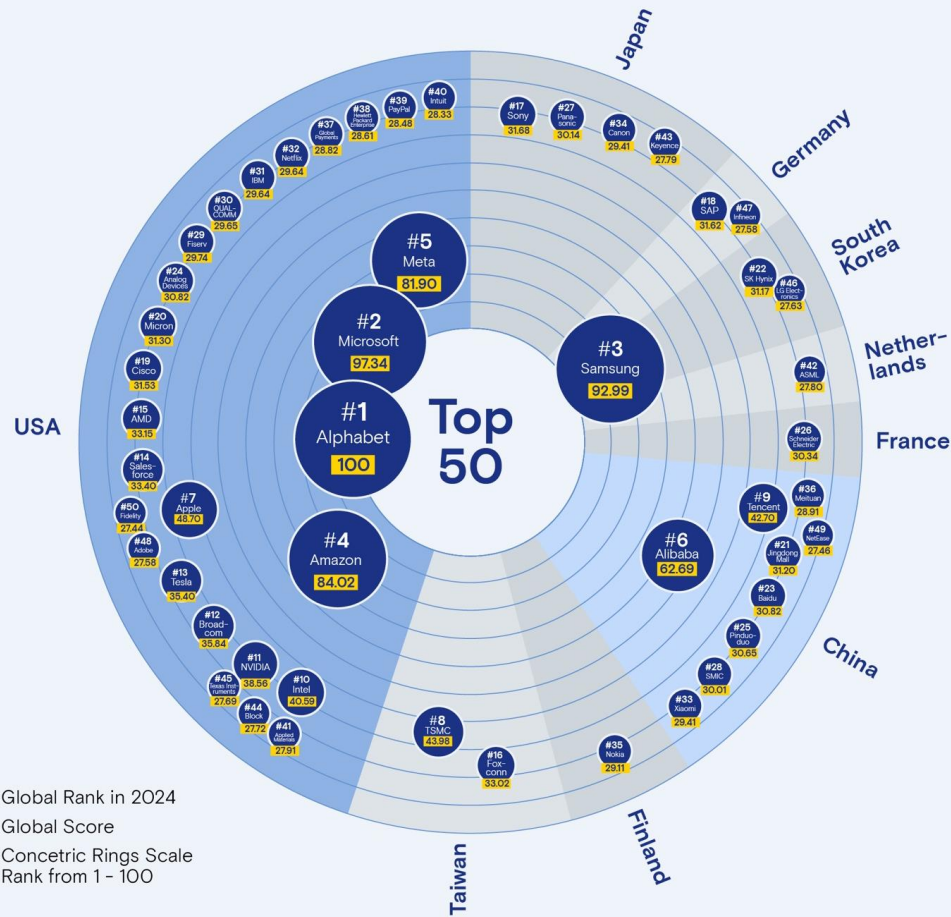 Top
50
Japan
#17
Sony
31.68
#27
Pana-
sonic
30.14
#34
Canon
29.41
#43
Keyence
27.79
Germany
#18
SAP
31.62
#47
Infineon
27.58
South
Korea
#22
SK Hynix
31.17
#46
LG Elect-
ronics
27.63
#3
Samsung
92.99
Nether-
lands
#42
ASML
27.80
France
#26
Schneider
Electric
30.34
China
#36
Meituan
28.91
#9
Tencent
42.70
#49
NetEase
27.46
#6
Alibaba
62.69
#21
Jingdong
Mall
31.20
#23
Baidu
30.82
#25
Pinduo-
duo
30.65
#28
SMIC
30.01
#33
Xiaomi
29.41
Finland
#35
Nokia
29.11
Taiwan
#8
TSMC
43.98
#16
Fox-
conn
33.02
USA
#40
Intuit
28.33
#39
PayPal
28.48
#38
Hewlett
Packard
Enterprise
28.61
#37
Global
Payments
28.82
#32
Netflix
29.64
#31
IBM
29.64
#30
QUAL-
COMM
29.65
#29
Fiserv
29.74
#24
Analog
Devices
30.82
#20
Micron
31.30
#19
Cisco
31.53
#15
AMD
33.15
#14
Sales-
force
33.40
#50
Fidelity
27.44
#48
Adobe
27.58
#7
Apple
48.70
#13
Tesla
35.40
#12
Broad-
com
35.84
#11
NVIDIA
38.56
#45
Texas Inst-
ruments
27.69
#10
Intel
40.59
#44
Block
27.72
#41
Applied
Materials
27.91
#5
Meta
81.90
#2
Microsoft
97.34
#1
Alphabet
100
#4
Amazon
84.02
Global Rank in 2024
Global Score
Concetric Rings Scale
Rank from 1 - 100